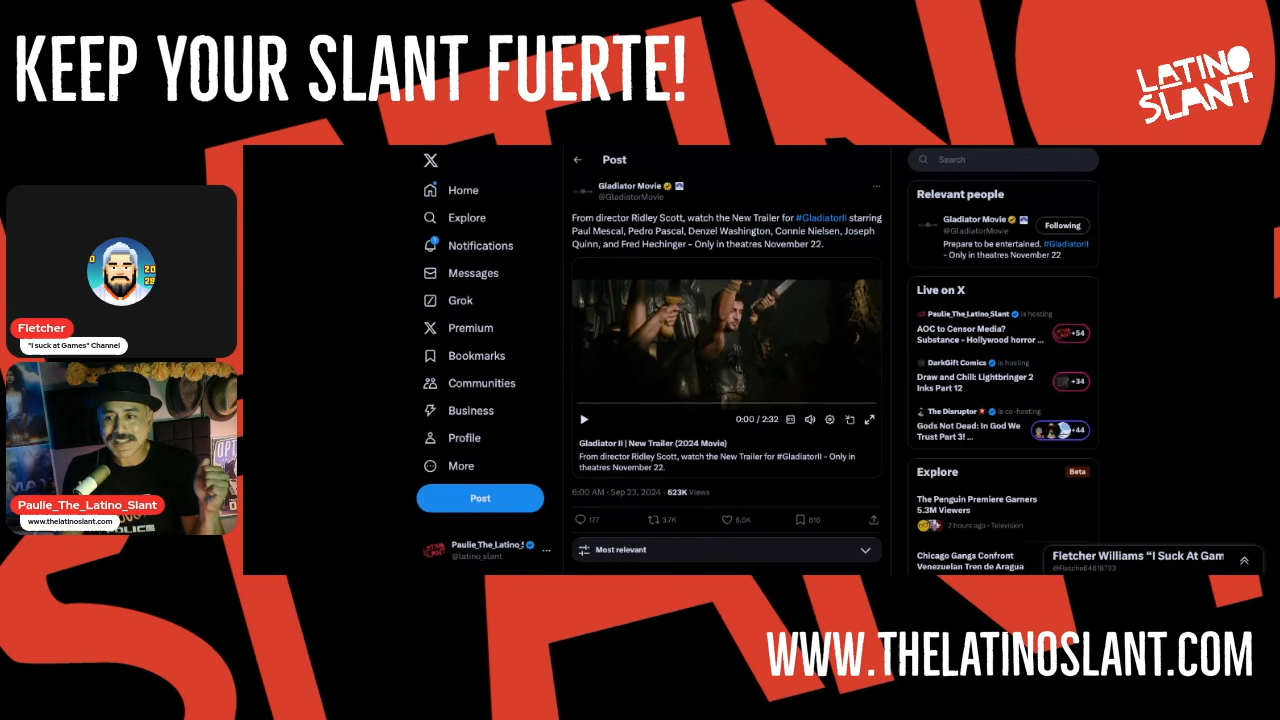 KEEP YOUR SLANT FUERTE!
LATINO
SLANT
Fletcher
"I suck at Games" Channel
Paulie_The_Latino_Slant
www.thelatinoslant.com
POLICE
Home
Explore
Notifications
Messages
Grok
Premium
Bookmarks
Communities
Business
Profile
More
Post
Paulie_The_Latino_S
@latino_slant
Post
Gladiator Movie
@GladiatorMovie
From director Ridley Scott, watch the New Trailer for #GladiatorII starring
Paul Mescal, Pedro Pascal, Denzel Washington, Connie Nielsen, Joseph
Quinn, and Fred Hechinger - Only in theatres November 22.
0:00 / 2:32
Gladiator II | New Trailer (2024 Movie)
From director Ridley Scott, watch the New Trailer for #GladiatorII - Only in
theatres November 22.
6:00 AM · Sep 23, 2024 · 623K Views
177
3.7K
6.5K
816
Most relevant
Search
Relevant people
Gladiator Movie
@GladiatorMovie
Following
Prepare to be entertained. #GladiatorII
- Only in theatres November 22
Live on X
Paulie_The_Latino_Slant is hosting
AOC to Censor Media?
Substance - Hollywood horror ...
+54
DarkGift Comics is hosting
Draw and Chill: Lightbringer 2
Inks Part 12
+34
The Disruptor is co-hosting
Gods Not Dead: In God We
Trust Part 3! ...
+44
Explore
Beta
The Penguin Premiere Garners
5.3M Viewers
2 hours ago · Television
Chicago Gangs Confront
Venezuelan Tren de Aragua
Fletcher Williams "I Suck At Gam
@Fletche64618733
WWW.THELATINOSLANT.COM